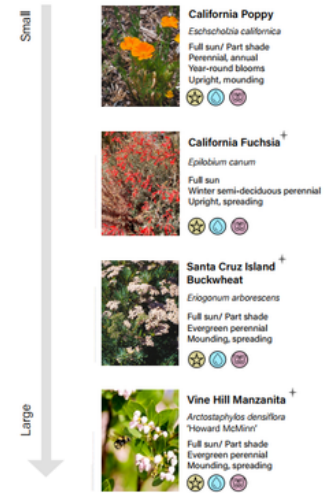 Small
California Poppy
Eschscholzia californica
Full sun/ Part shade
Perennial, annual
Year-round blooms
Upright, mounding
California Fuchsia+
Epilobium canum
Full sun
Winter semi-deciduous perennial
Upright, spreading
Santa Cruz Island +
Buckwheat
Eriogonum arborescens
Full sun/ Part shade
Evergreen perennial
Mounding, spreading
Large
Vine Hill Manzanita +
Arctostaphylos densiflora
'Howard McMinn'
Full sun/ Part shade
Evergreen perennial
Mounding, spreading